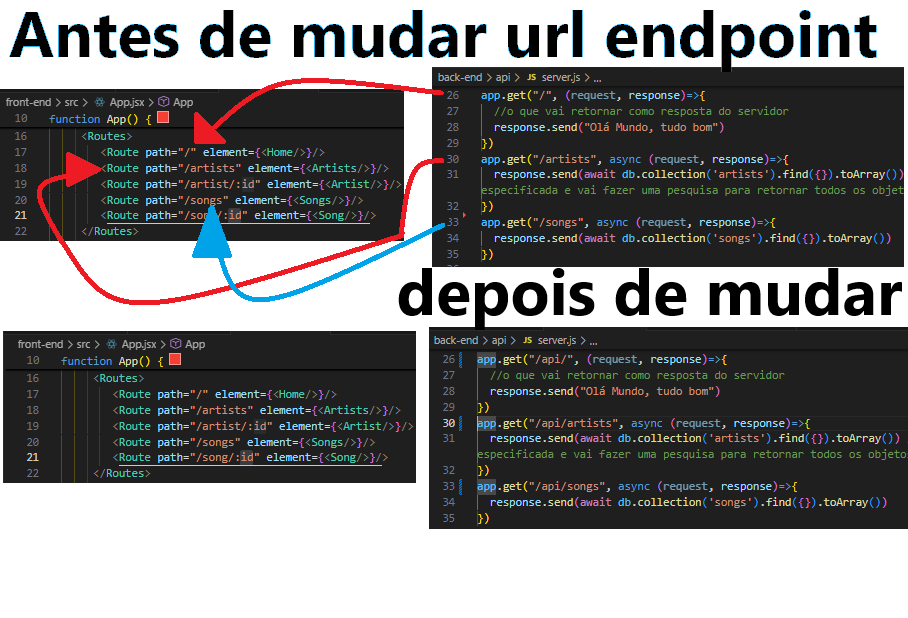 Antes de mudar url endpoint
front-end > src > App.jsx > App
10 function App() {
16 <Routes>
17 <Route path="/" element={<Home/>}/>
18 <Route path="/artists" element={<Artists/>}/>
19 <Route path="/artist/:id" element={<Artist/>}/>
20 <Route path="/songs" element={<Songs/>}/>
21 <Route path="/song/:id" element={<Song/>}/>
22 </Routes>
back-end > api > JS server.js > ...
26 app.get("/", (request, response)=>{
27 //o que vai retornar como resposta do servidor
28 response.send("Olá Mundo, tudo bom")
29 })
30 app.get("/artists", async (request, response)=>{
31 response.send(await db.collection('artists').find({}).toArray())
especificada e vai fazer uma pesquisa para retornar todos os objet
32 })
33 app.get("/songs", async (request, response)=>{
34 response.send(await db.collection('songs').find({}).toArray())
35 })
depois de mudar
front-end > src > App.jsx > App
10 function App() {
16 <Routes>
17 <Route path="/" element={<Home/>}/>
18 <Route path="/artists" element={<Artists/>}/>
19 <Route path="/artist/:id" element={<Artist/>}/>
20 <Route path="/songs" element={<Songs/>}/>
21 <Route path="/song/:id" element={<Song/>}/>
22 </Routes>
back-end > api > JS server.js > ...
26 app.get("/api/", (request, response)=>{
27 //o que vai retornar como resposta do servidor
28 response.send("Olá Mundo, tudo bom")
29 })
30 app.get("/api/artists", async (request, response)=>{
31 response.send(await db.collection('artists').find({}).toArray())
especificada e vai fazer uma pesquisa para retornar todos os objeto
32 })
33 app.get("/api/songs", async (request, response)=>{
34 response.send(await db.collection('songs').find({}).toArray())
35 })